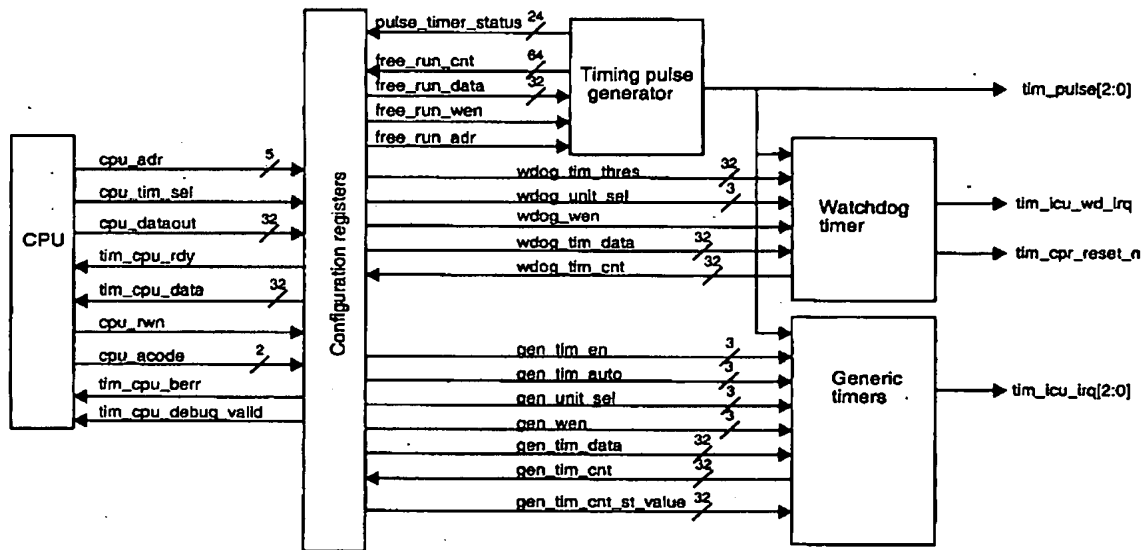 pulse_timer_status 24
free_run_cnt 64
free_run_data 32
free_run_wen
free_run_adr
Timing pulse
generator
tim_pulse[2:0]
CPU
cpu_adr 5
cpu_tim_sel
cpu_dataout 32
tim_cpu_rdy
tim_cpu_data 32
cpu_rwn
cpu_acode 2
tim_cpu_berr
tim_cpu_debug_valid
Configuration registers
wdog_tim_thres 32
wdog_unit_sel 3
wdog_wen
wdog_tim_data 32
wdog_tim_cnt 32
Watchdog
timer
tim_icu_wd_irq
tim_cpr_reset_n
gen_tim_en 3
gen_tim_auto 3
gen_unit_sel 3
gen_wen 3
gen_tim_data 32
gen_tim_cnt 32
gen_tim_cnt_st_value 32
Generic
timers
tim_icu_irq[2:0]